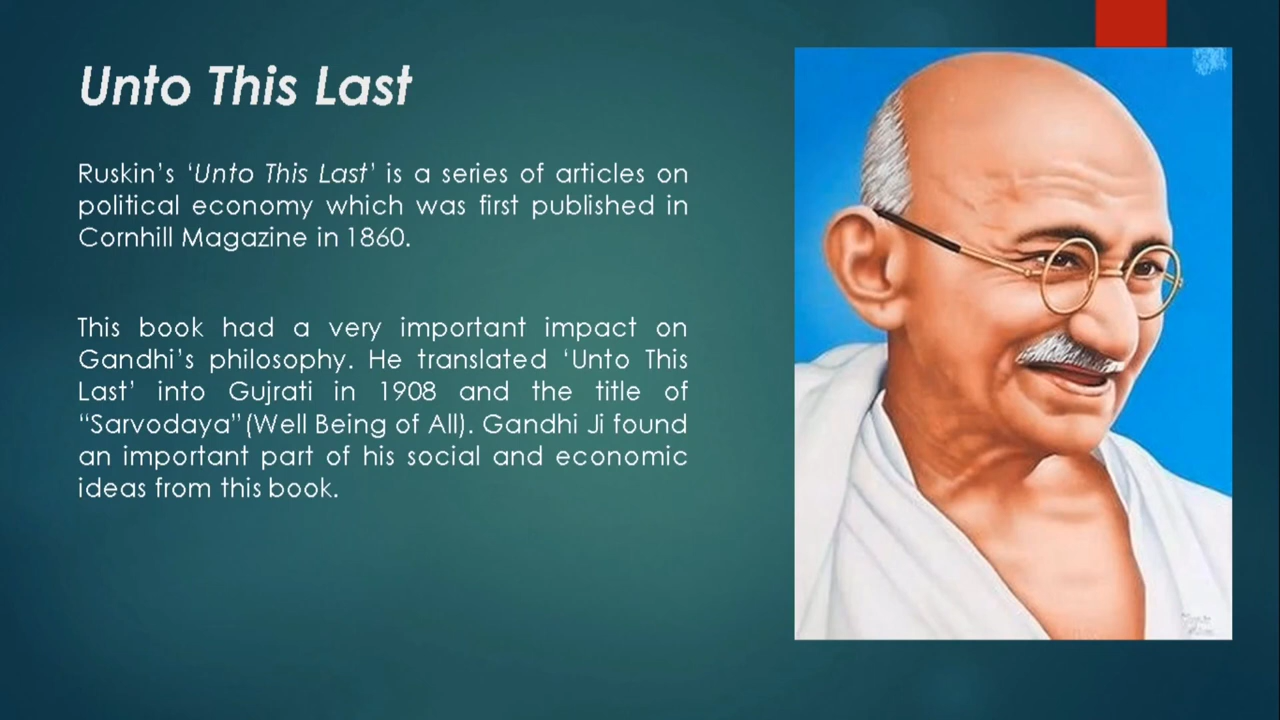 Unto This Last
Ruskin’s ‘Unto This Last’ is a series of articles on
political economy which was first published in
Cornhill Magazine in 1860.
This book had a very important impact on
Gandhi’s philosophy. He translated ‘Unto This
Last’ into Gujrati in 1908 and the title of
“Sarvodaya”(Well Being of All). Gandhi Ji found
an important part of his social and economic
ideas from this book.